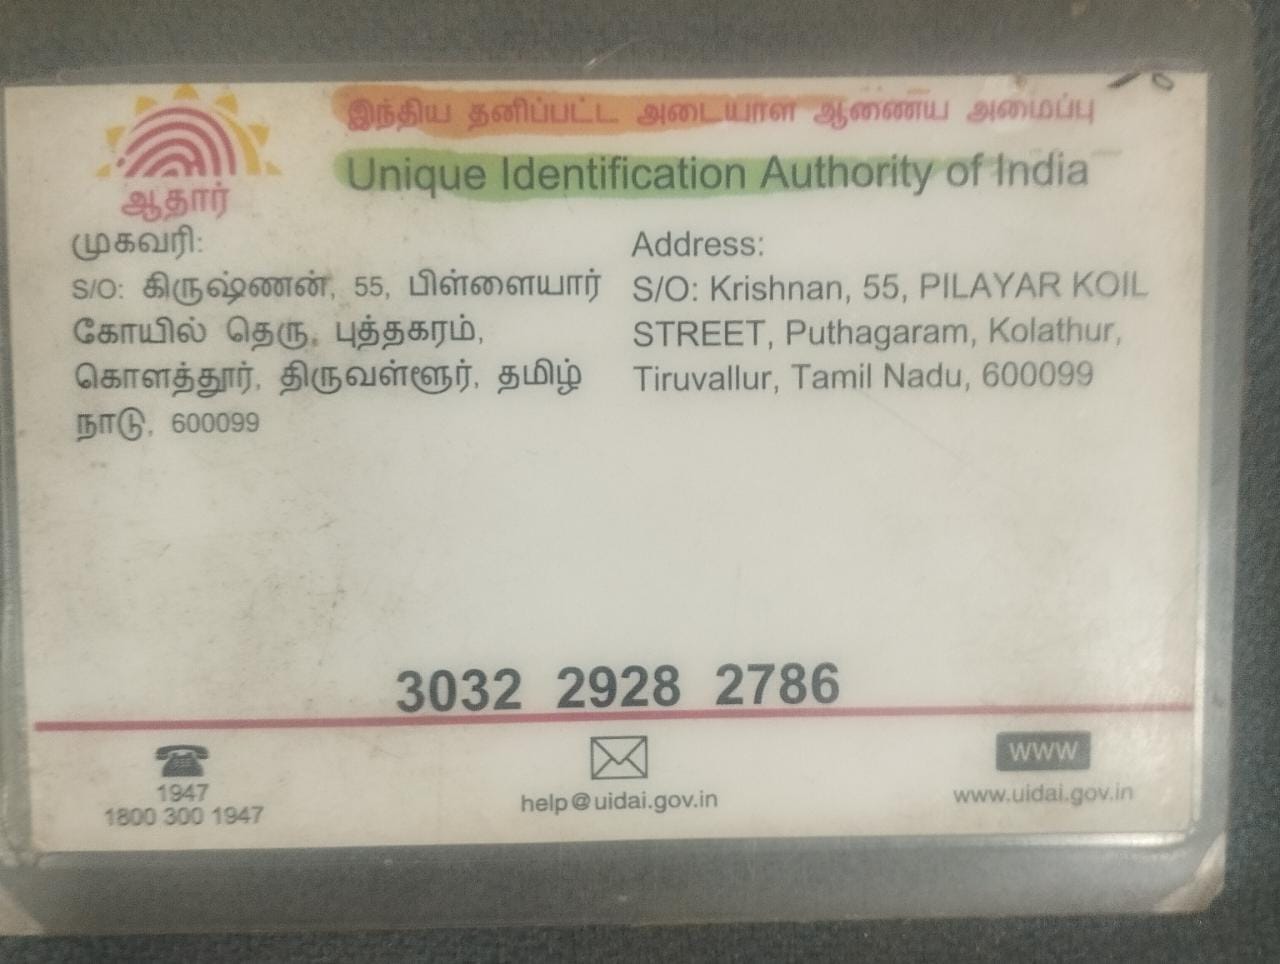 இந்திய தனிப்பட்ட அடையாள ஆணைய அமைப்பு
Unique Identification Authority of India
ஆதார்
முகவரி:
S/O: கிருஷ்ணன், 55, பிள்ளையார்
கோயில் தெரு, புத்தகரம்,
கொளத்தூர், திருவள்ளூர், தமிழ்
நாடு, 600099
Address:
S/O: Krishnan, 55, PILAYAR KOIL
STREET, Puthagaram, Kolathur,
Tiruvallur, Tamil Nadu, 600099
3032 2928 2786
1947
1800 300 1947
help@uidai.gov.in
WWW
www.uidai.gov.in